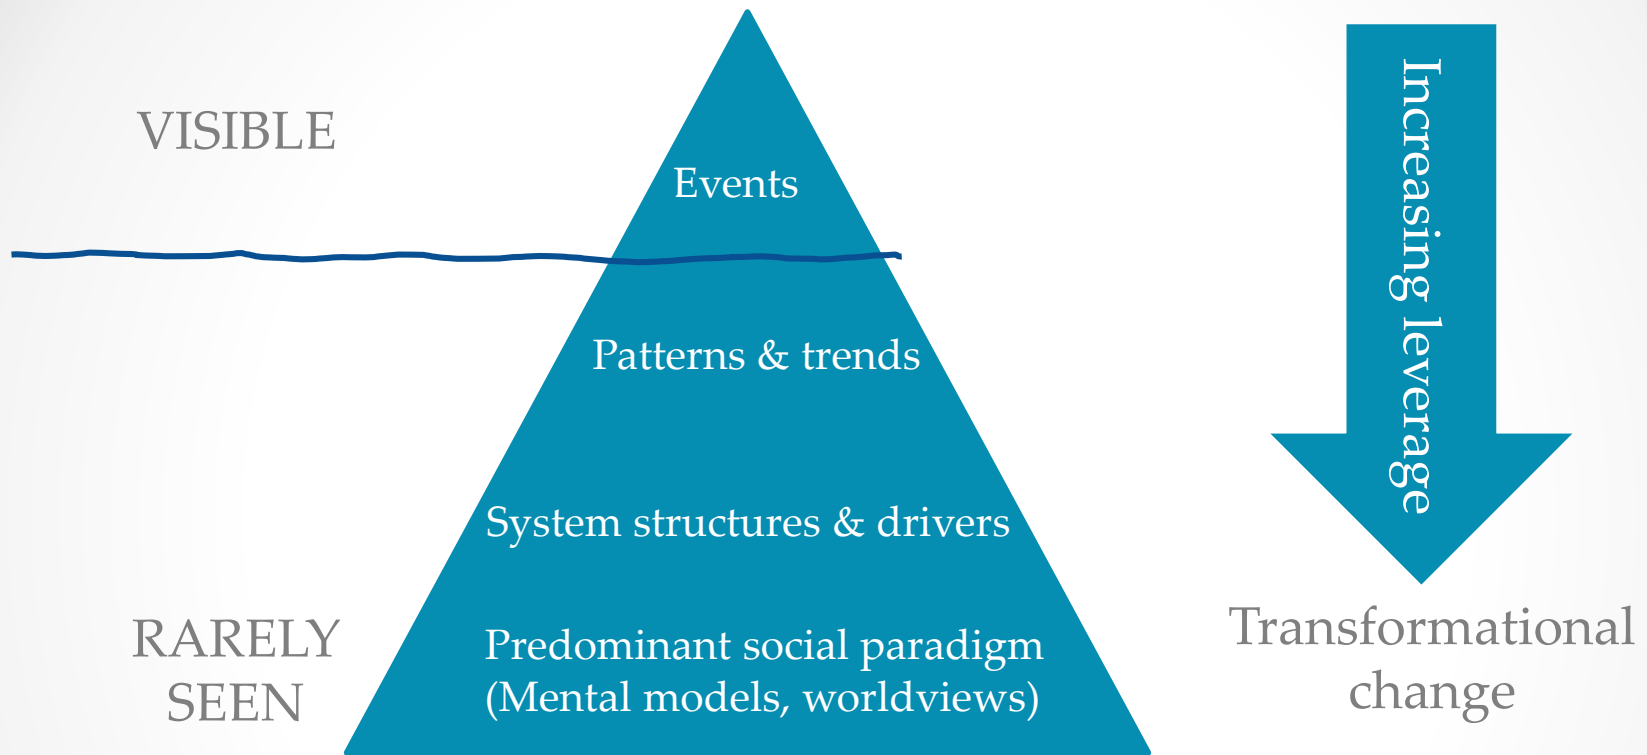 VISIBLE
Events
Patterns & trends
System structures & drivers
RARELY
SEEN
Predominant social paradigm
(Mental models, worldviews)
Increasing leverage
Transformational
change